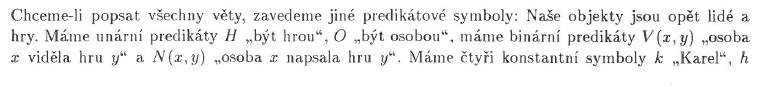 Chceme-li popsat všechny věty, zavedeme jiné predikátové symboly: Naše objekty jsou opět lidé a
hry. Máme unární predikáty H „být hrou“, O „být osobou“, máme binární predikáty V(x, y) „osoba
x viděla hru y“ a N(x, y) „osoba x napsala hru y“. Máme čtyři konstantní symboly k „Karel“, h